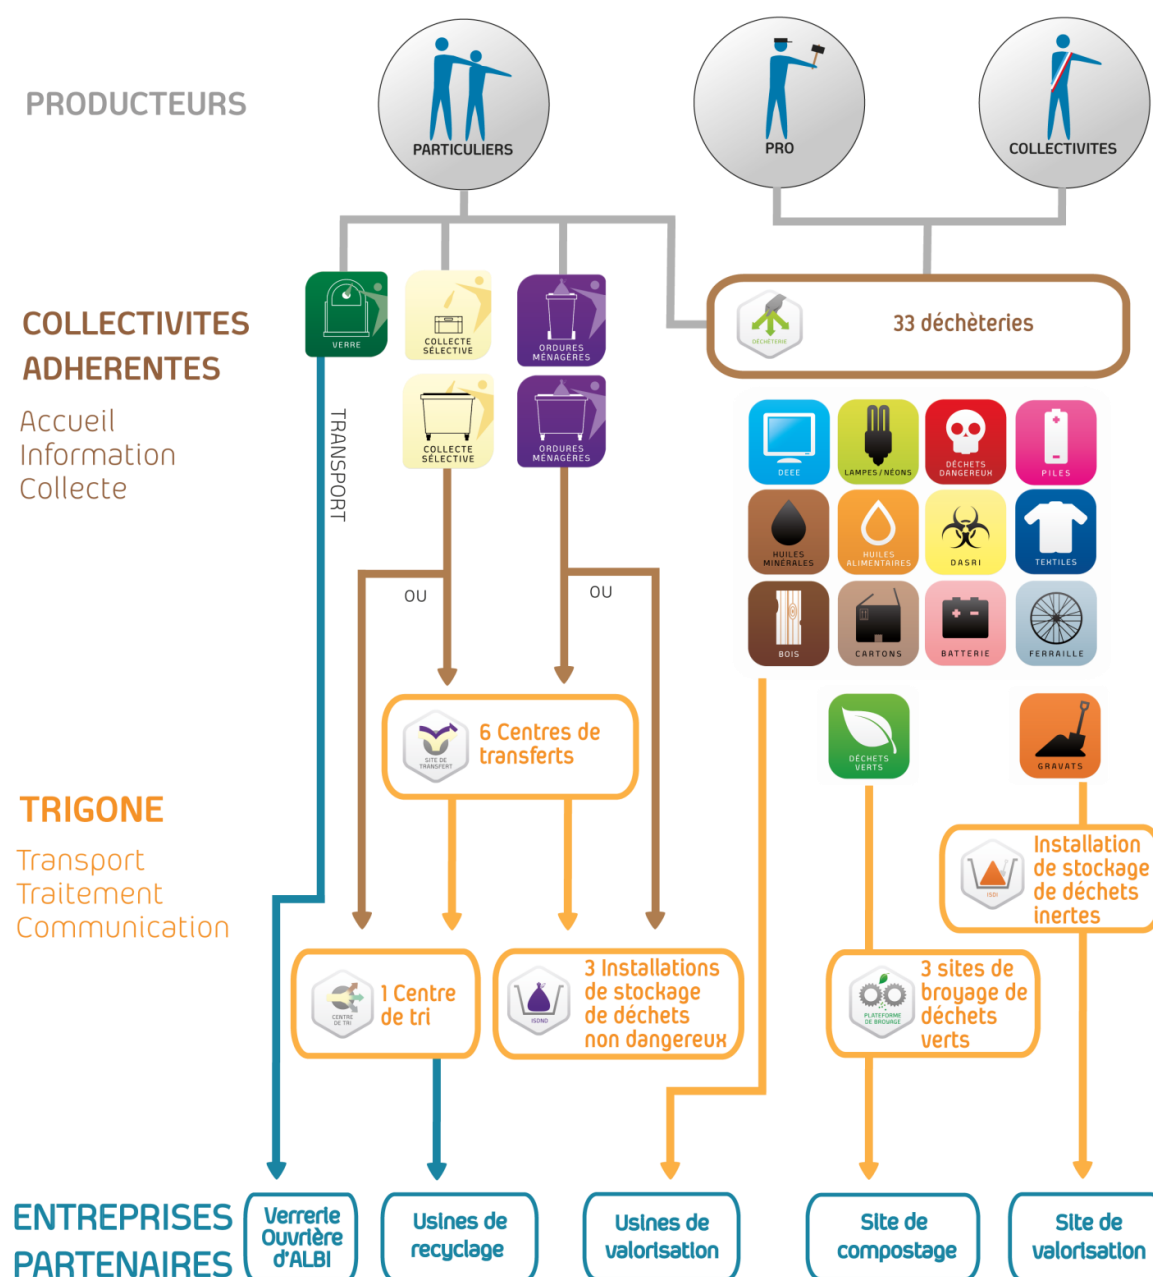 PRODUCTEURS
PARTICULIERS
PRO
COLLECTIVITES
COLLECTIVITES
ADHERENTES
Accueil
Information
Collecte
VERRE
COLLECTE
SÉLECTIVE
ORDURES
MÉNAGÈRES
COLLECTE
SÉLECTIVE
ORDURES
MÉNAGÈRES
TRANSPORT
OU
OU
DÉCHÈTERIE
33 déchèteries
DEEE
LAMPES/NÉONS
DÉCHETS
DANGEREUX
PILES
HUILES
MINÉRALES
HUILES
ALIMENTAIRES
DASRI
TEXTILES
BOIS
CARTONS
BATTERIE
FERRAILLE
DÉCHETS
VERTS
GRAVATS
TRIGONE
Transport
Traitement
Communication
SITE DE
TRANSFERT
6 Centres de
transferts
CENTRE
DE TRI
1 Centre
de tri
ISDND
3 Installations
de stockage
de déchets
non dangereux
ISDI
Installation
de stockage
de déchets
inertes
PLATEFORME
DE BROYAGE
3 sites de
broyage de
déchets
verts
ENTREPRISES
PARTENAIRES
Verrerie
Ouvrière
d'ALBI
Usines de
recyclage
Usines de
valorisation
Site de
compostage
Site de
valorisation